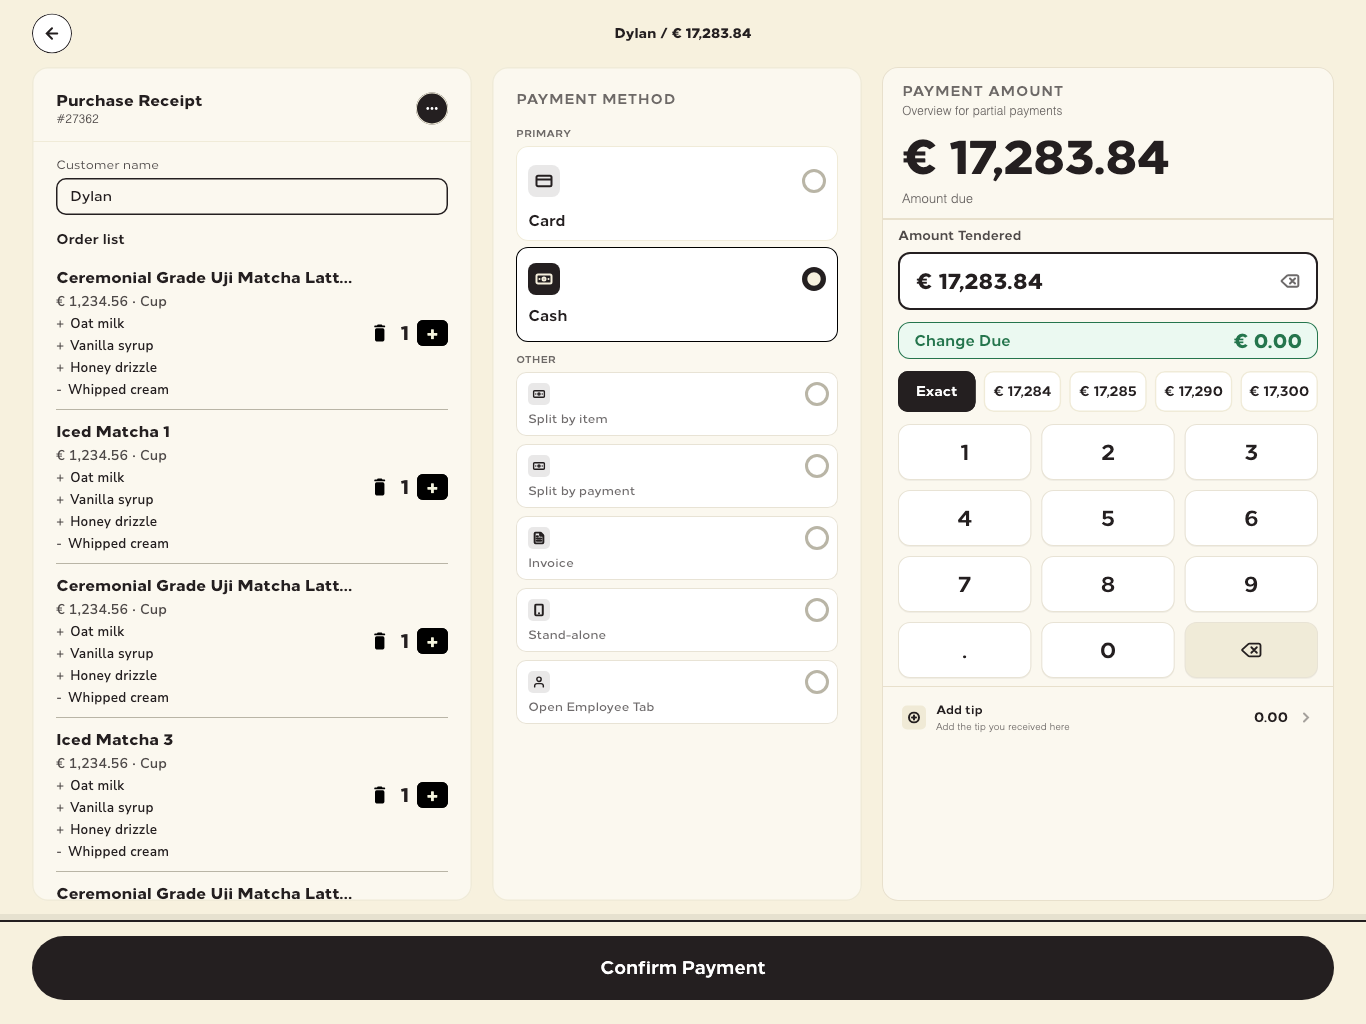 Dylan / € 17,283.84
Purchase Receipt
#27362
Customer name
Dylan
Order list
Ceremonial Grade Uji Matcha Latt...
€ 1,234.56 · Cup
+ Oat milk
+ Vanilla syrup
+ Honey drizzle
- Whipped cream
1
Iced Matcha 1
€ 1,234.56 · Cup
+ Oat milk
+ Vanilla syrup
+ Honey drizzle
- Whipped cream
1
Ceremonial Grade Uji Matcha Latt...
€ 1,234.56 · Cup
+ Oat milk
+ Vanilla syrup
+ Honey drizzle
- Whipped cream
1
Iced Matcha 3
€ 1,234.56 · Cup
+ Oat milk
+ Vanilla syrup
+ Honey drizzle
- Whipped cream
1
Ceremonial Grade Uji Matcha Latt...
PAYMENT METHOD
PRIMARY
Card
Cash
OTHER
Split by item
Split by payment
Invoice
Stand-alone
Open Employee Tab
PAYMENT AMOUNT
Overview for partial payments
€ 17,283.84
Amount due
Amount Tendered
€ 17,283.84
Change Due € 0.00
Exact € 17,284 € 17,285 € 17,290 € 17,300
1 2 3
4 5 6
7 8 9
. 0
Add tip
Add the tip you received here
0.00
Confirm Payment